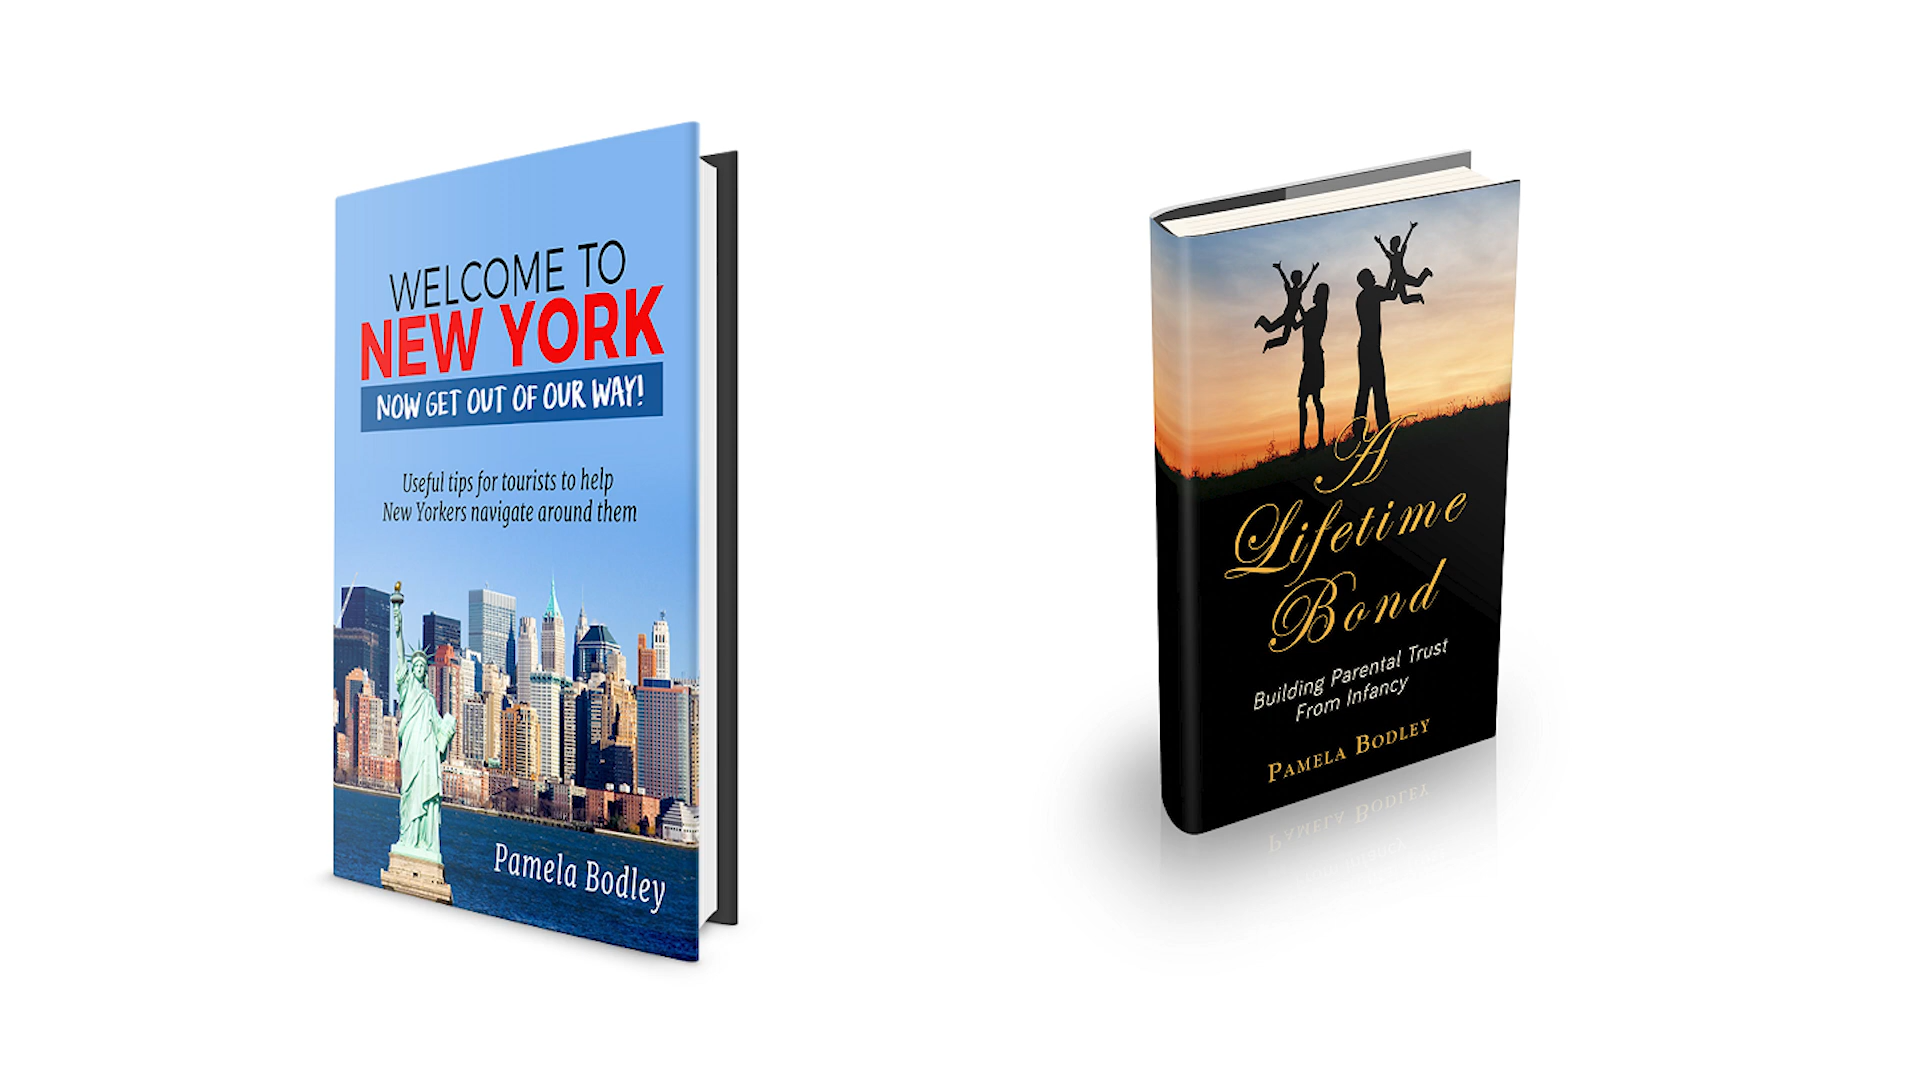 WELCOME TO
NEW YORK
NOW GET OUT OF OUR WAY!
Useful tips for tourists to help
New Yorkers navigate around them
Pamela Bodley
A
Lifetime
Bond
Building Parental Trust
From Infancy
PAMELA BODLEY